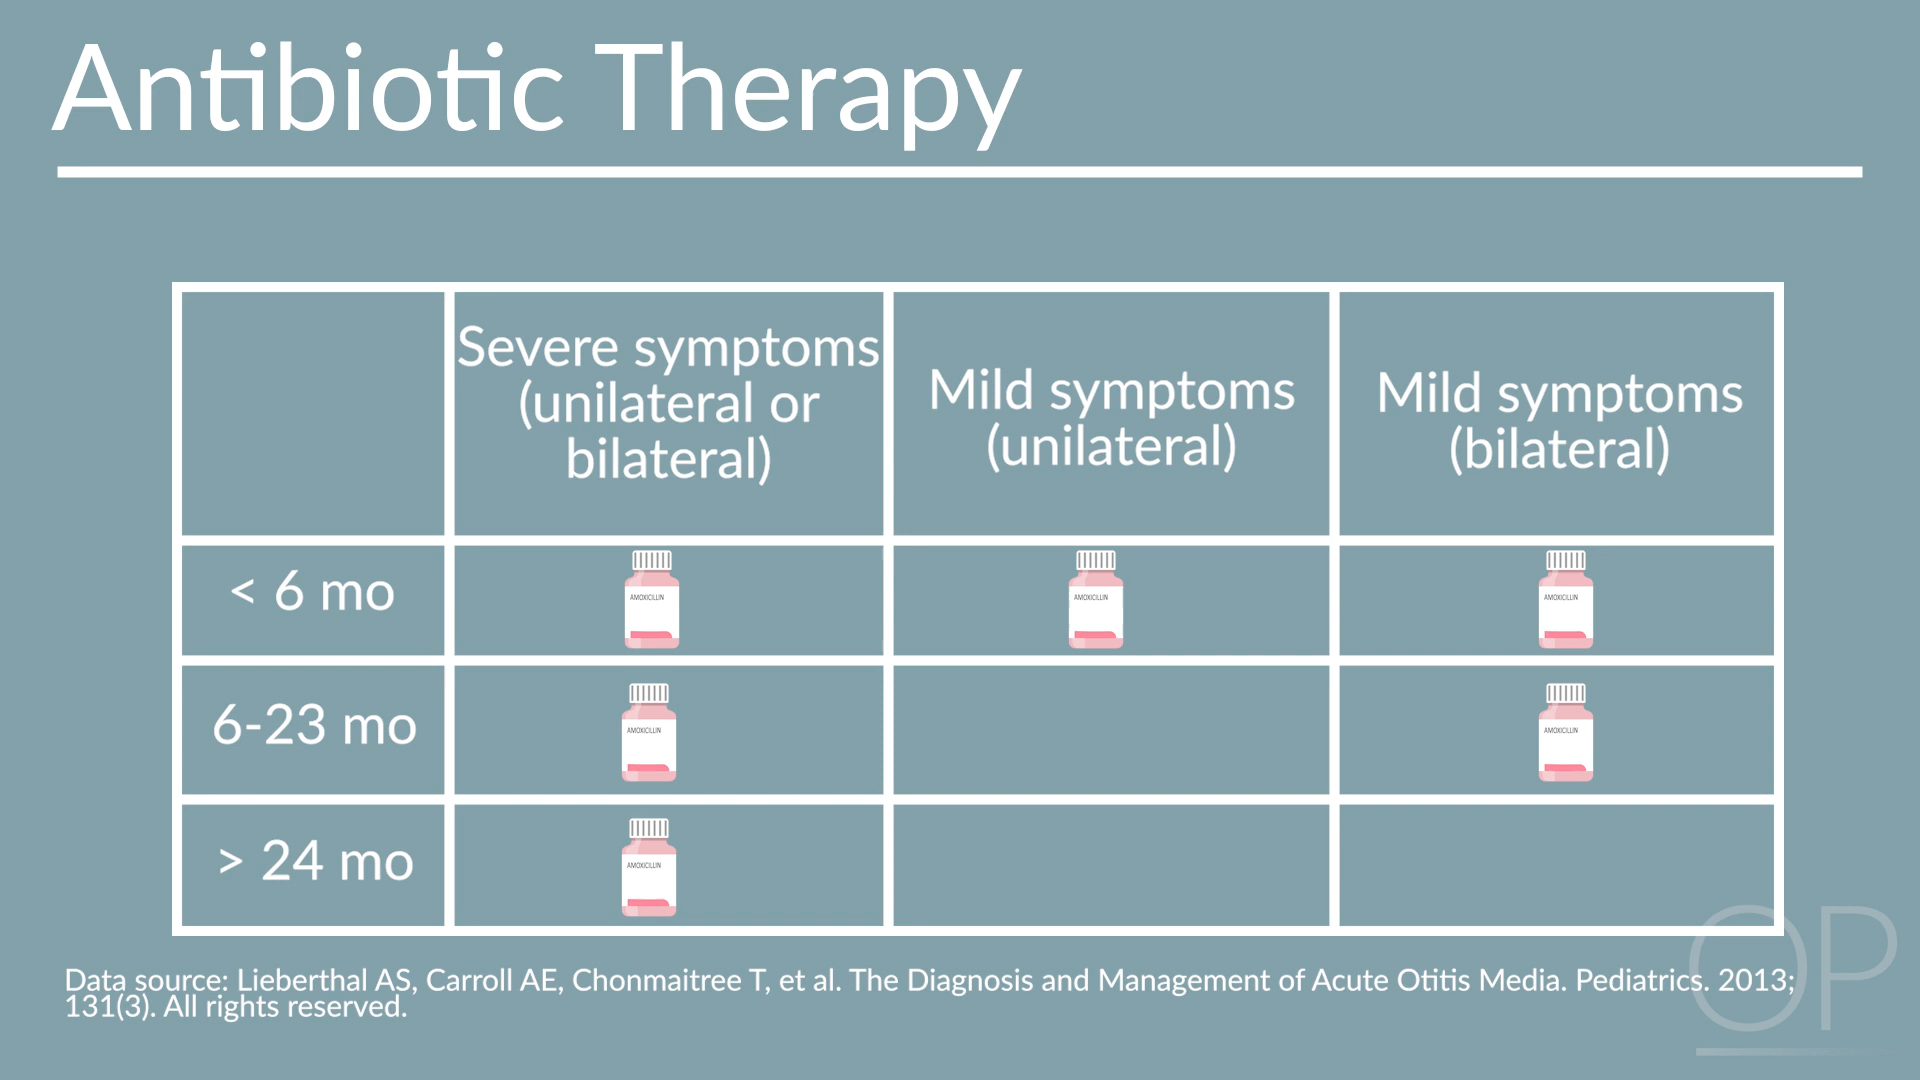 Antibiotic Therapy
Severe symptoms
(unilateral or
bilateral)
Mild symptoms
(unilateral)
Mild symptoms
(bilateral)
< 6 mo
AMOXICILLIN
AMOXICILLIN
AMOXICILLIN
6-23 mo
AMOXICILLIN
AMOXICILLIN
> 24 mo
AMOXICILLIN
Data source: Lieberthal AS, Carroll AE, Chonmaitree T, et al. The Diagnosis and Management of Acute Otitis Media. Pediatrics. 2013;
131(3). All rights reserved.
OP